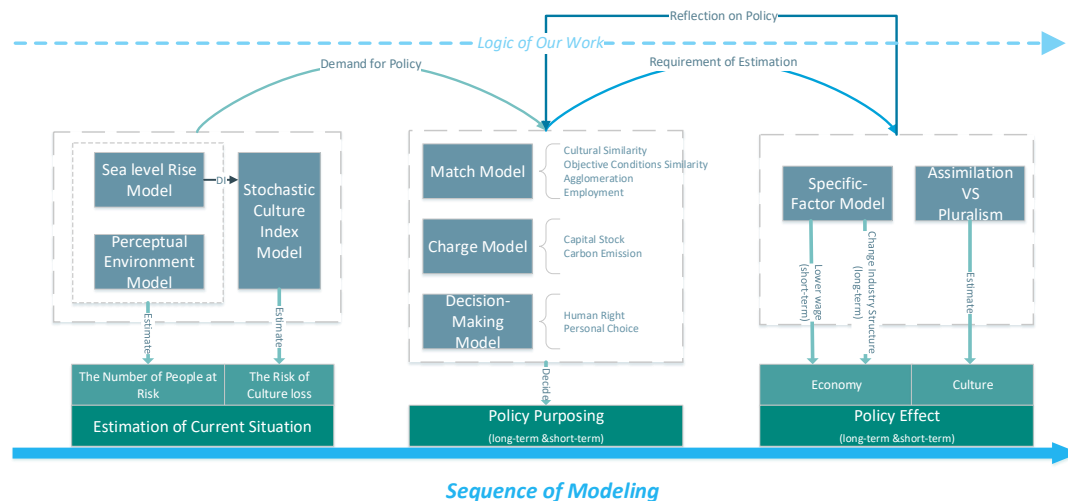 Reflection on Policy
Logic of Our Work
Demand for Policy
Requirement of Estimation
Sea level Rise
Model
DI
Stochastic
Culture
Index
Model
Perceptual
Environment
Model
Estimate
Estimate
The Number of People at
Risk
The Risk of
Culture loss
Estimation of Current Situation
Match Model
Cultural Similarity
Objective Conditions Similarity
Agglomeration
Employment
Charge Model
Capital Stock
Carbon Emission
Decision-
Making
Model
Human Right
Personal Choice
Decide
Policy Purposing
(long-term &short-term)
Specific-
Factor Model
Assimilation
VS
Pluralism
Lower wage
(short-term)
Change Industry Structure
(long-term)
Estimate
Economy
Culture
Policy Effect
(long-term &short-term)
Sequence of Modeling